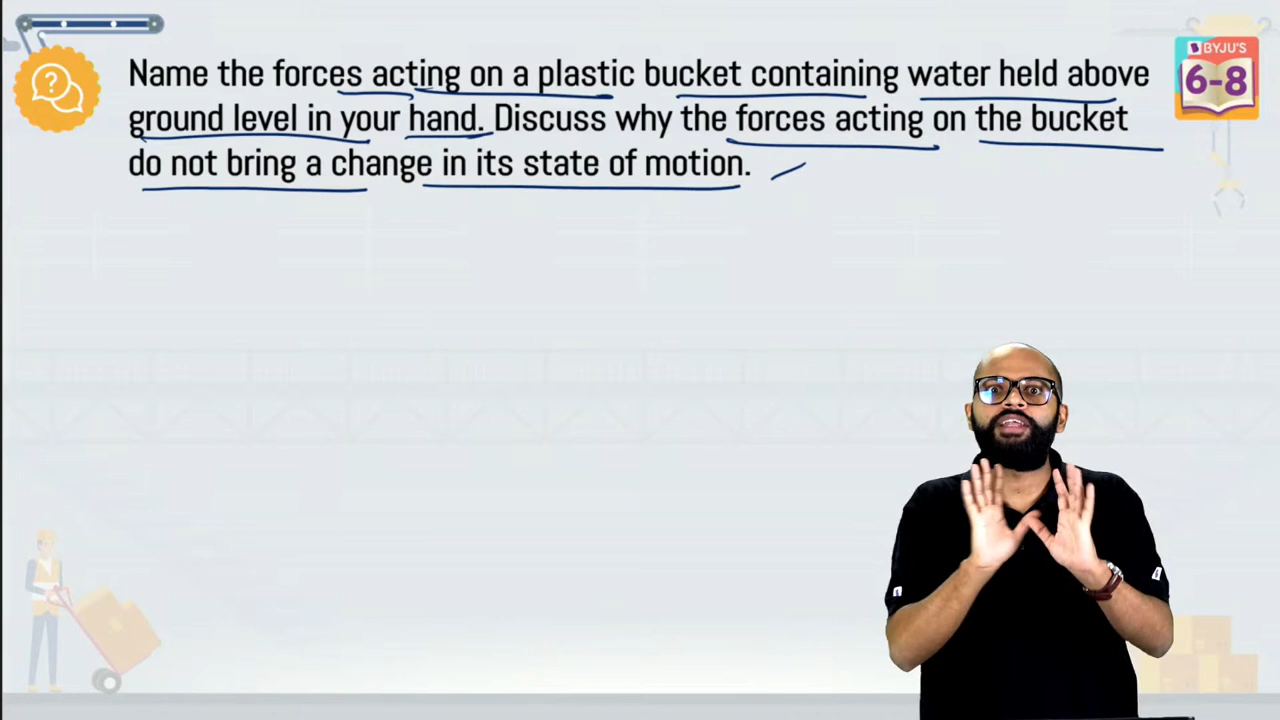 Name the forces acting on a plastic bucket containing water held above
ground level in your hand. Discuss why the forces acting on the bucket
do not bring a change in its state of motion.
?
BYJU'S
6-8